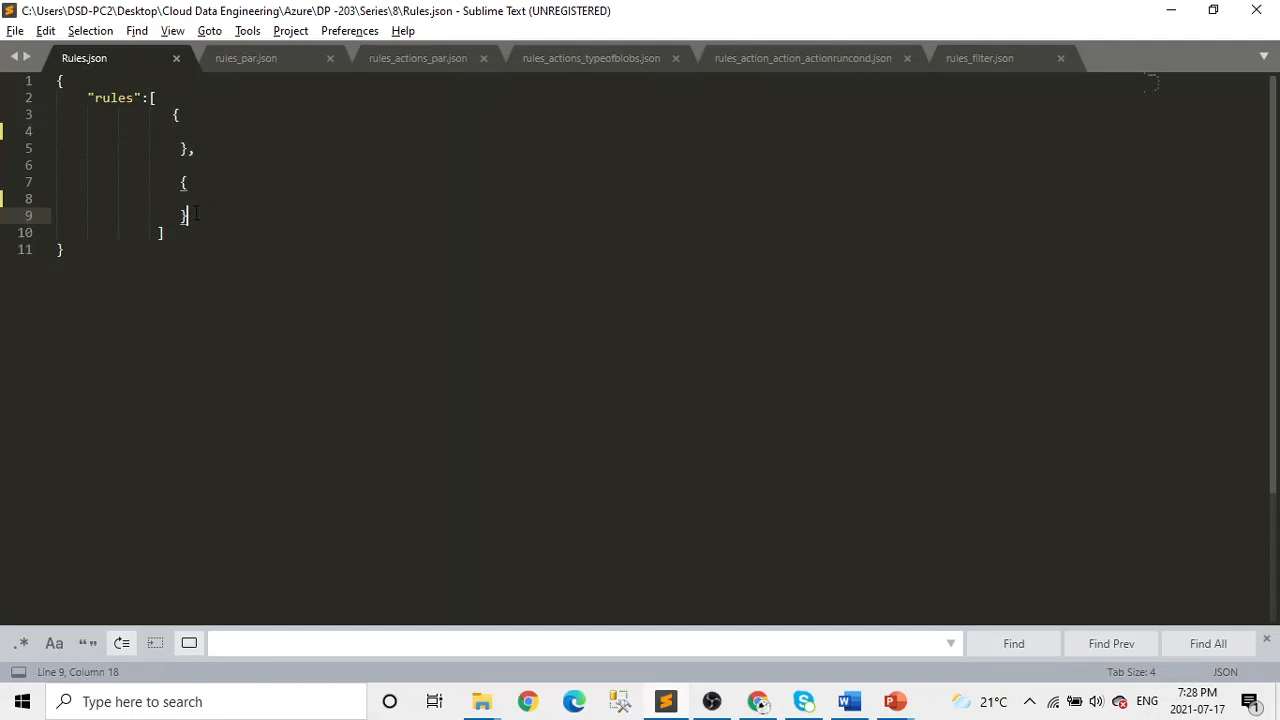 C:\Users\DSD-PC2\Desktop\Cloud Data Engineering\Azure\DP -203\Series\8\Rules.json - Sublime Text (UNREGISTERED)
File Edit Selection Find View Goto Tools Project Preferences Help
Rules.json rules_par.json rules_actions_par.json rules_actions_typeofblobs.json rules_action_action_actionruncond.json rules_filter.json
1 {
2 "rules":[
3 {
4
5 },
6
7 {
8
9 }
10 ]
11 }
.* Aa “” Find Find Prev Find All
Line 9, Column 18 Tab Size: 4 JSON
Type here to search 21°C ENG 7:28 PM
2021-07-17 1